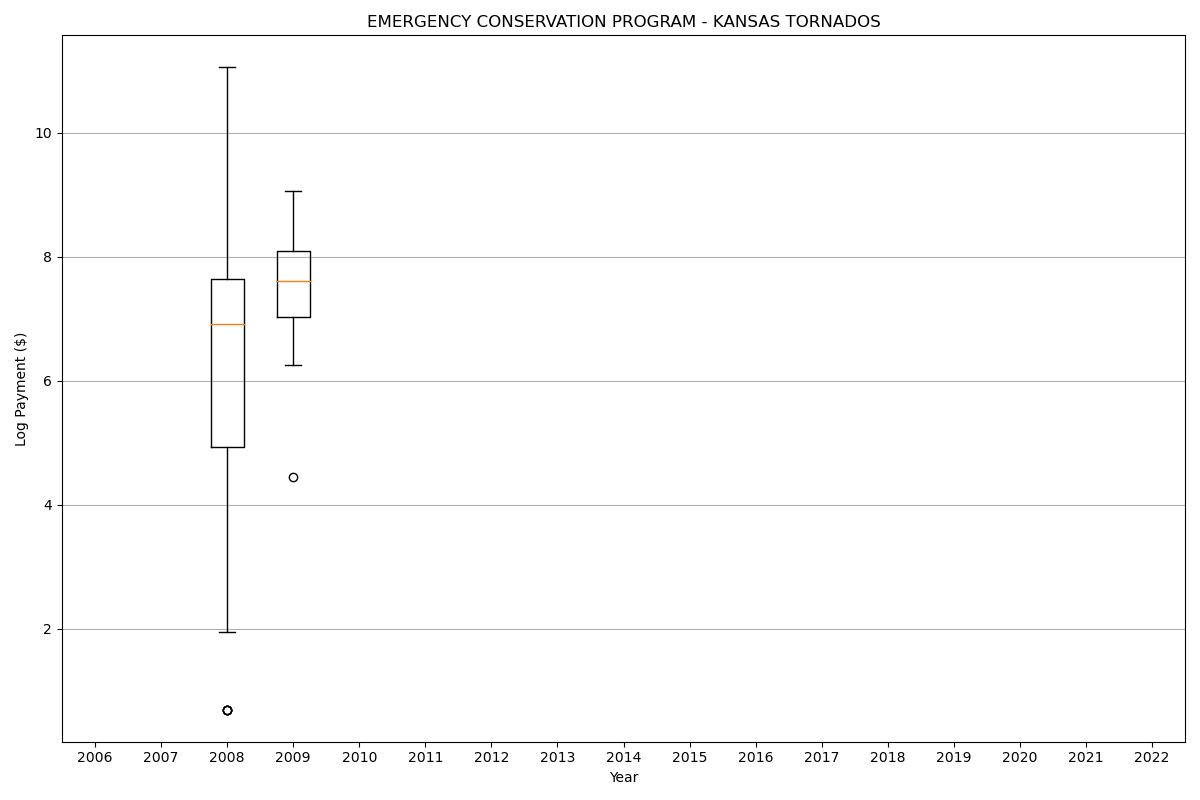 EMERGENCY CONSERVATION PROGRAM - KANSAS TORNADOS
Log Payment ($)
10
8
6
4
2
2006 2007 2008 2009 2010 2011 2012 2013 2014 2015 2016 2017 2018 2019 2020 2021 2022
Year